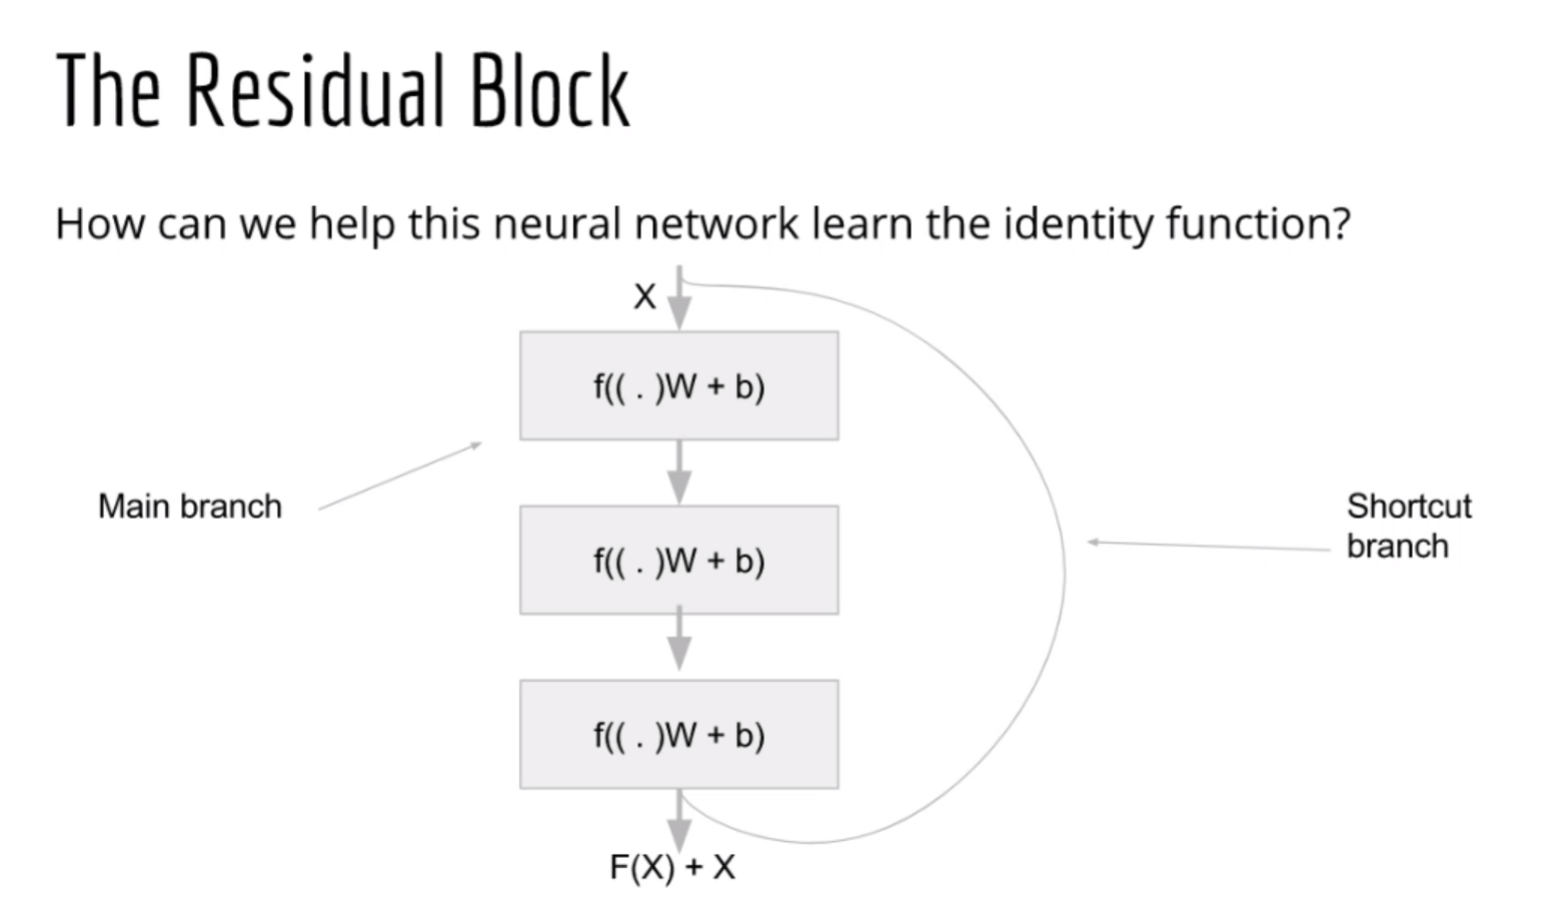 The Residual Block
How can we help this neural network learn the identity function?
X
f(( . )W + b)
Main branch
f(( . )W + b)
Shortcut
branch
f(( . )W + b)
F(X) + X